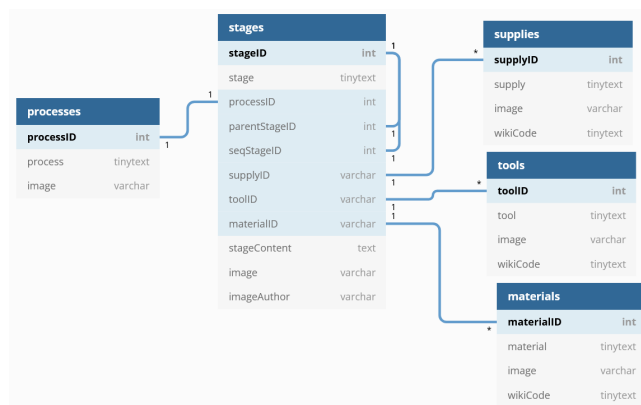 processes
processID int
process tinytext
image varchar
1
1
stages
stageID int
stage tinytext
processID int
parentStageID int
seqStageID int
supplyID varchar
toolID varchar
materialID varchar
stageContent text
image varchar
imageAuthor varchar
1
1
1
1
1
1
*
*
*
supplies
supplyID int
supply tinytext
image varchar
wikiCode tinytext
tools
toolID int
tool tinytext
image varchar
wikiCode tinytext
materials
materialID int
material tinytext
image varchar
wikiCode tinytext